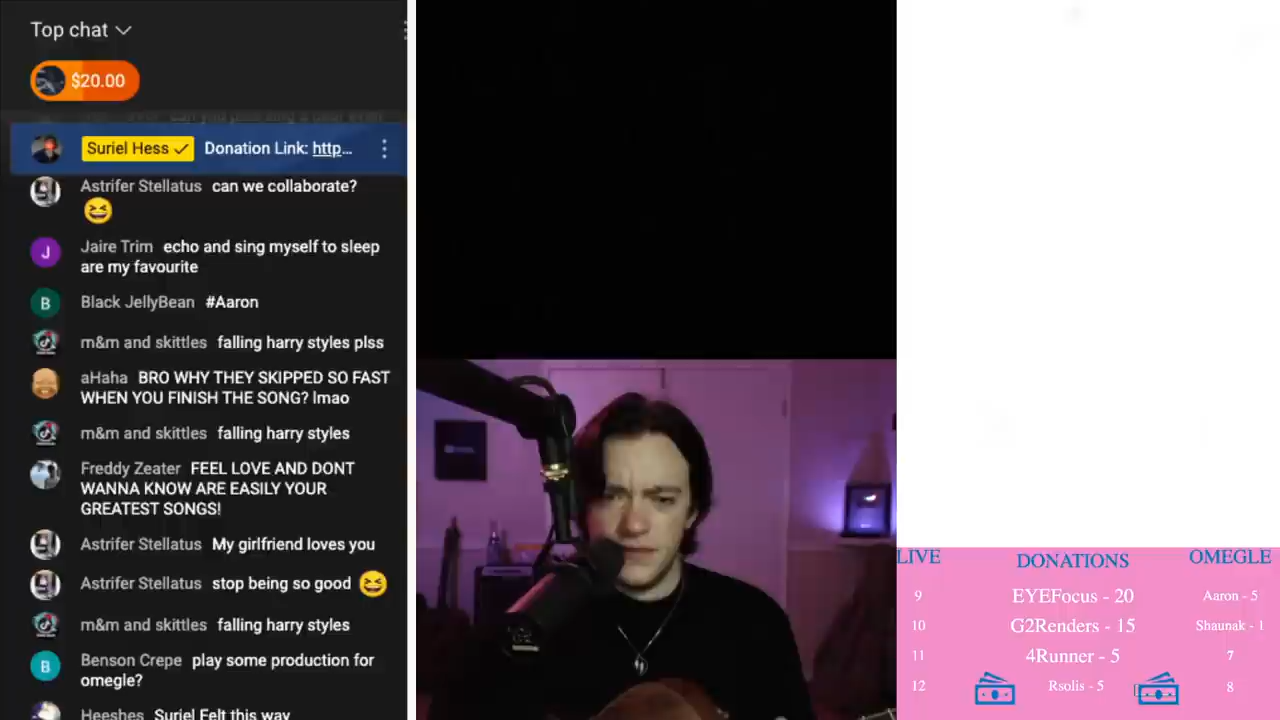 Top chat
$20.00
Suriel Hess Donation Link: http...
Astrifer Stellatus can we collaborate?
Jaire Trim echo and sing myself to sleep
are my favourite
Black JellyBean #Aaron
m&m and skittles falling harry styles plss
aHaha BRO WHY THEY SKIPPED SO FAST
WHEN YOU FINISH THE SONG? lmao
m&m and skittles falling harry styles
Freddy Zeater FEEL LOVE AND DONT
WANNA KNOW ARE EASILY YOUR
GREATEST SONGS!
Astrifer Stellatus My girlfriend loves you
Astrifer Stellatus stop being so good
m&m and skittles falling harry styles
Benson Crepe play some production for
omegle?
Heeshes Suriel Felt this way
LIVE DONATIONS OMEGLE
9 EYEFocus - 20 Aaron - 5
10 G2Renders - 15 Shaunak - 1
11 4Runner - 5 7
12 Rsolis - 5 8